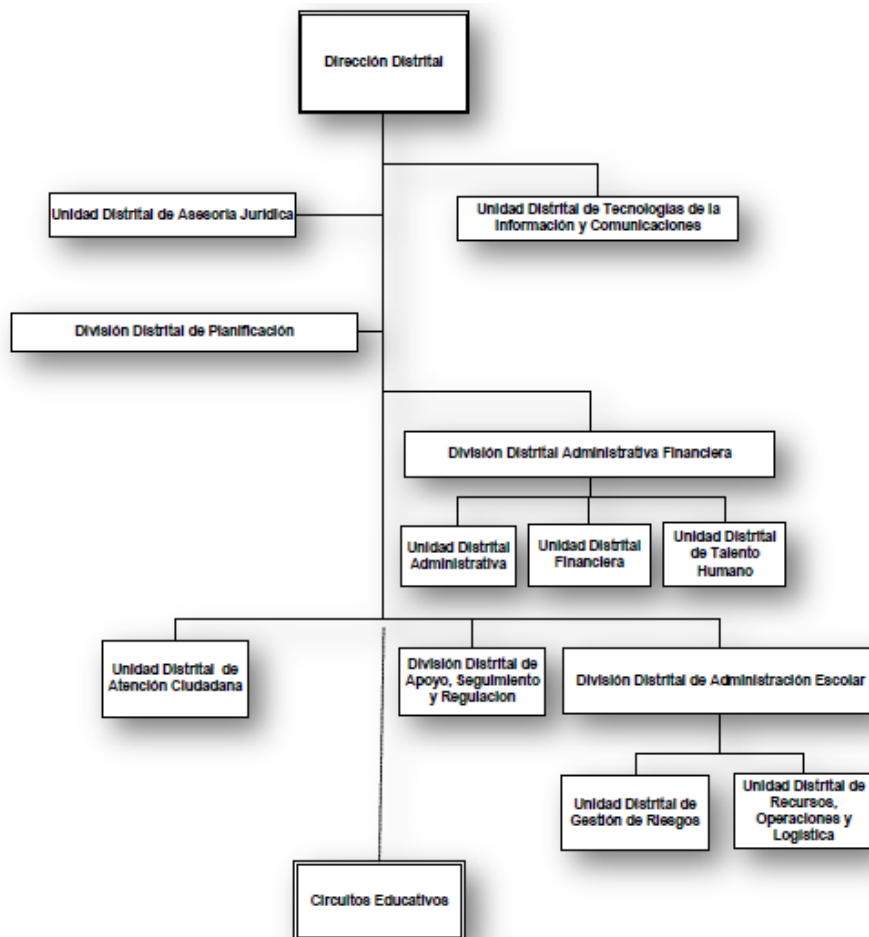 Dirección Distrital
Unidad Distrital de Asesoría Jurídica
Unidad Distrital de Tecnologías de la
Información y Comunicaciones
División Distrital de Planificación
División Distrital Administrativa Financiera
Unidad Distrital
Administrativa
Unidad Distrital
Financiera
Unidad Distrital
de Talento
Humano
Unidad Distrital de
Atención Ciudadana
División Distrital de
Apoyo, Seguimiento
y Regulacion
División Distrital de Administración Escolar
Unidad Distrital de
Gestión de Riesgos
Unidad Distrital de
Recursos,
Operaciones y
Logística
Circuitos Educativos